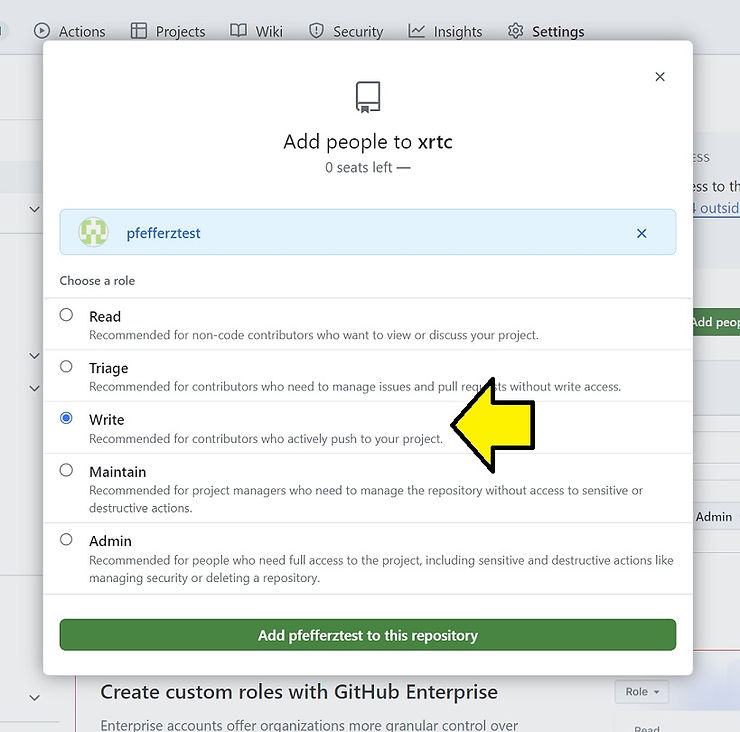 Actions
Projects
Wiki
Security
Insights
Settings
Add people to xrtc
0 seats left —
ESS
ess to th
4 outsid
pfefferztest
Choose a role
Read
Recommended for non-code contributors who want to view or discuss your project.
Add peop
Triage
Recommended for contributors who need to manage issues and pull requests without write access.
Write
Recommended for contributors who actively push to your project.
Maintain
Recommended for project managers who need to manage the repository without access to sensitive or
destructive actions.
Admin
Admin
Recommended for people who need full access to the project, including sensitive and destructive actions like
managing security or deleting a repository.
Add pfefferztest to this repository
Create custom roles with GitHub Enterprise
Role
Enterprise accounts offer organizations more granular control over
Read